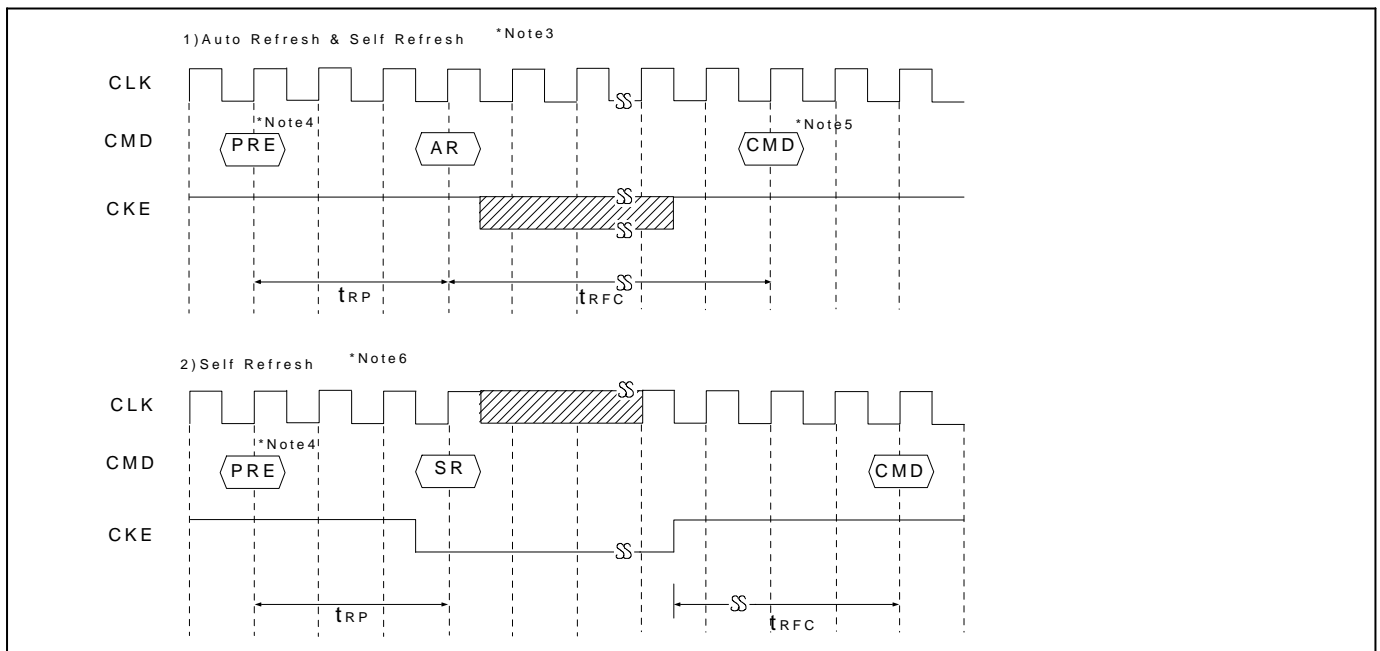 1)Auto Refresh & Self Refresh *Note3
CLK
*Note4 *Note5
CMD PRE AR CMD
CKE
tRP tRFC
2)Self Refresh *Note6
CLK
*Note4
CMD PRE SR CMD
CKE
tRP tRFC